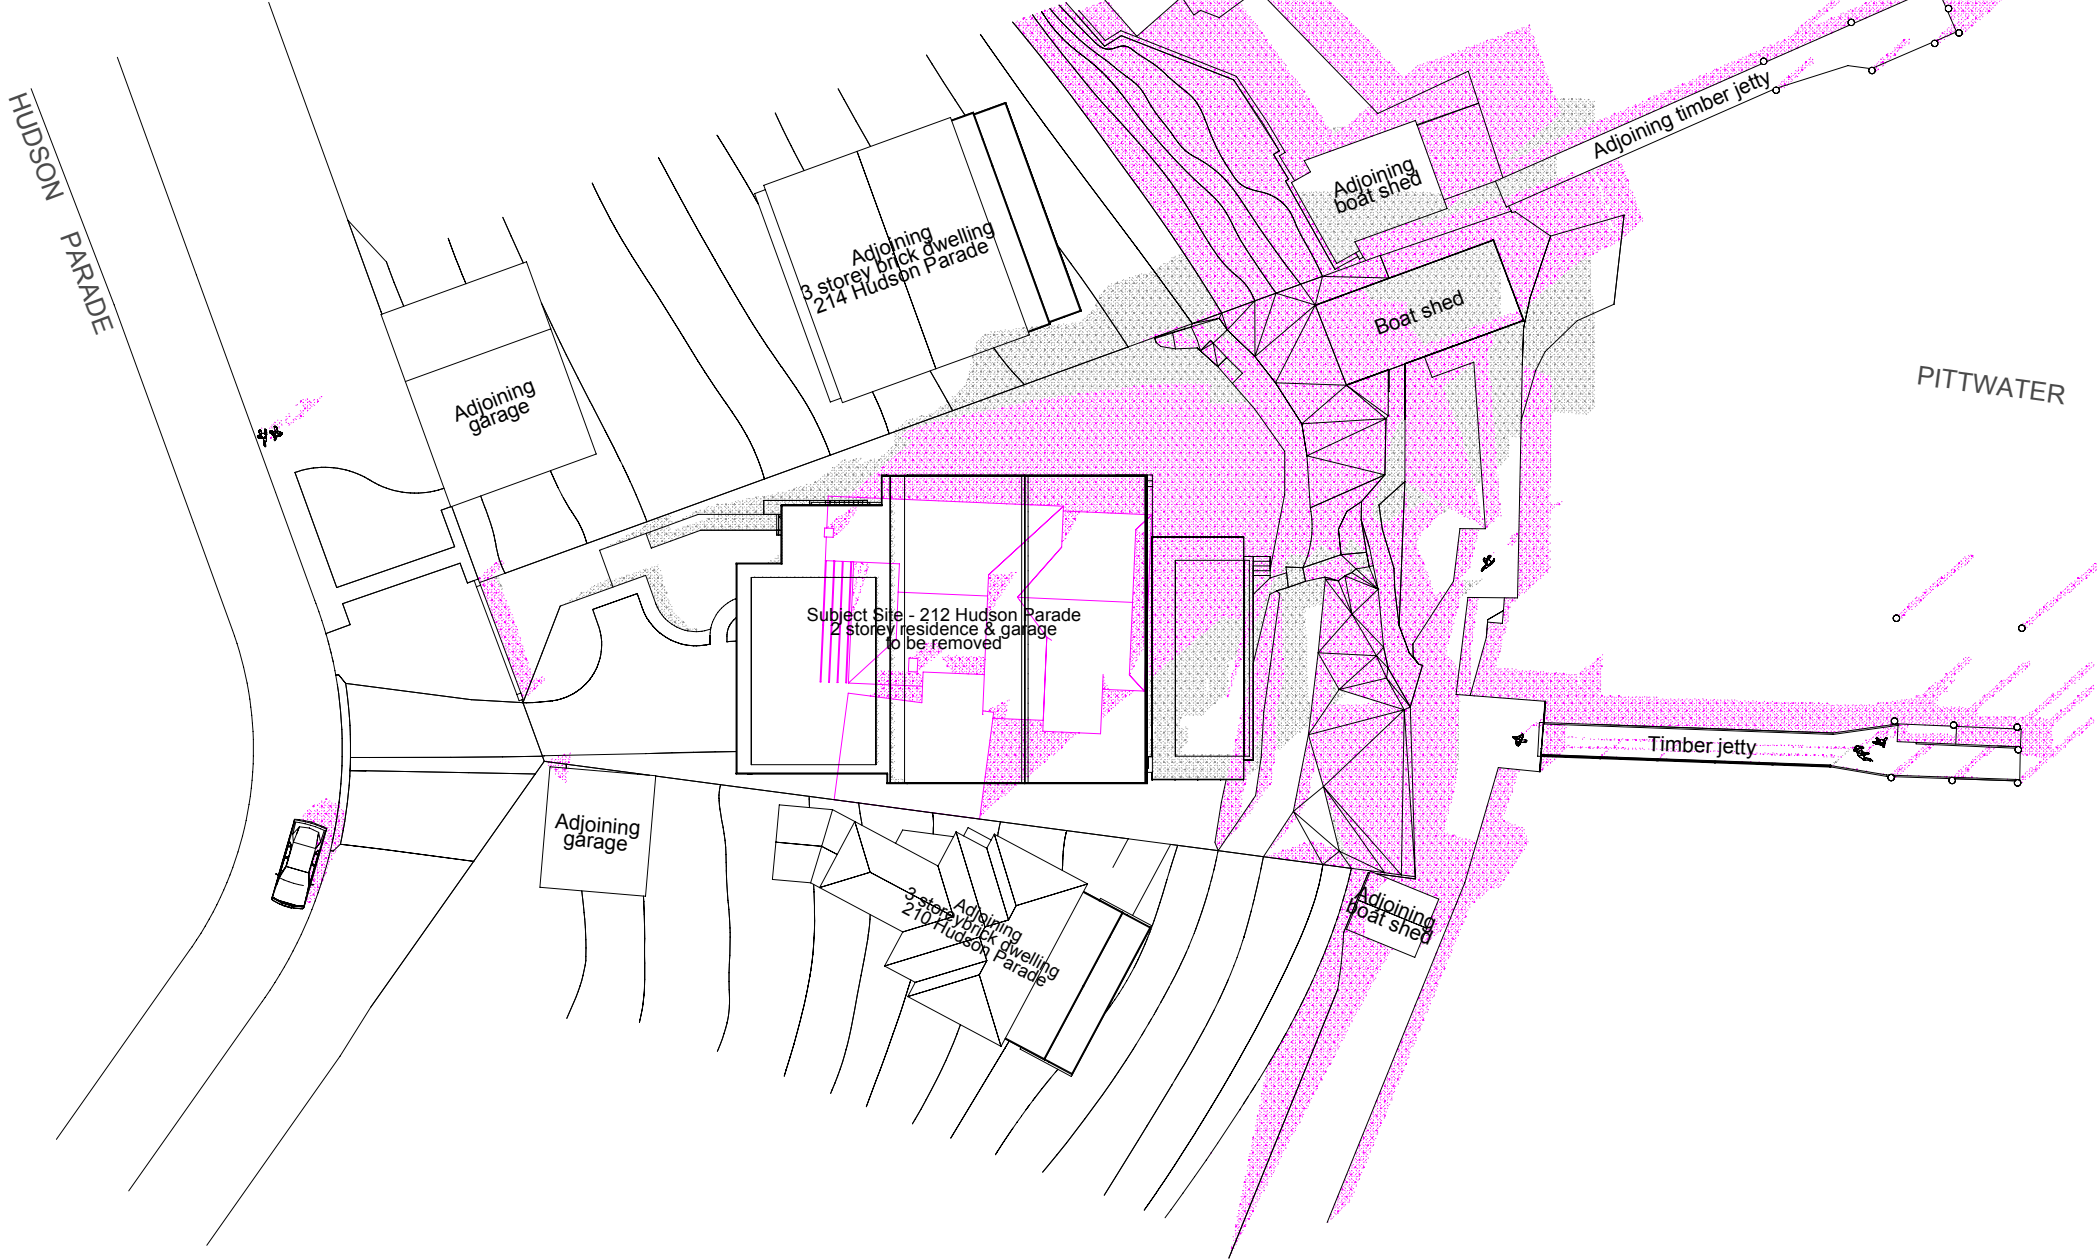 HUDSON PARADE
Adjoining timber jetty
Adjoining
boat shed
Adjoining
3 storey brick dwelling
214 Hudson Parade
Boat shed
PITTWATER
Adjoining
garage
Subject Site - 212 Hudson Parade
2 storey residence & garage
to be removed
Timber jetty
Adjoining
garage
Adjoining
3 storeybrick dwelling
210 Hudson Parade
Adjoining
boat shed